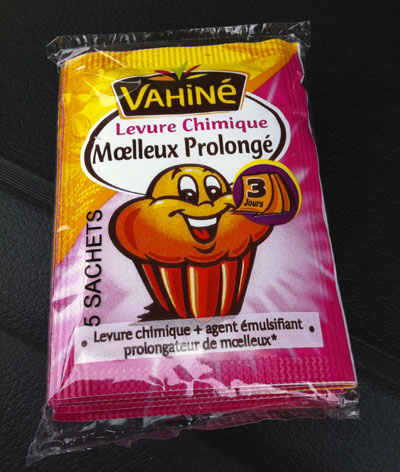 VAHiNé
Levure Chimique
Mœlleux Prolongé
3
Jours
5 SACHETS
• Levure chimique + agent émulsifiant •
prolongateur de mœlleux*